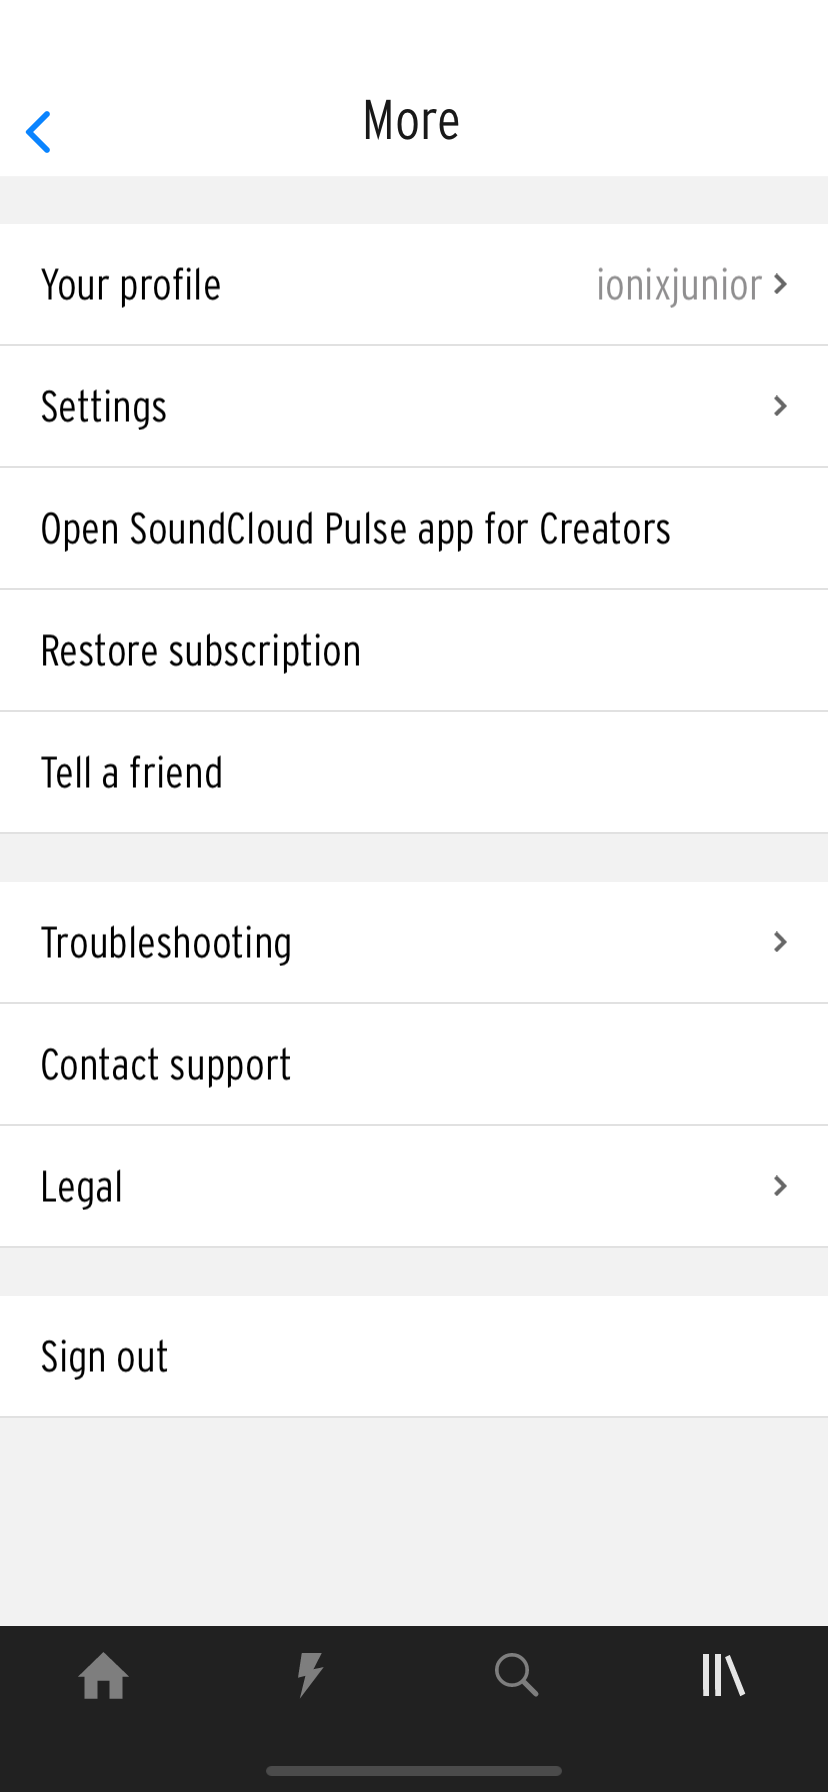 More
Your profile
ionixjunior
Settings
Open SoundCloud Pulse app for Creators
Restore subscription
Tell a friend
Troubleshooting
Contact support
Legal
Sign out